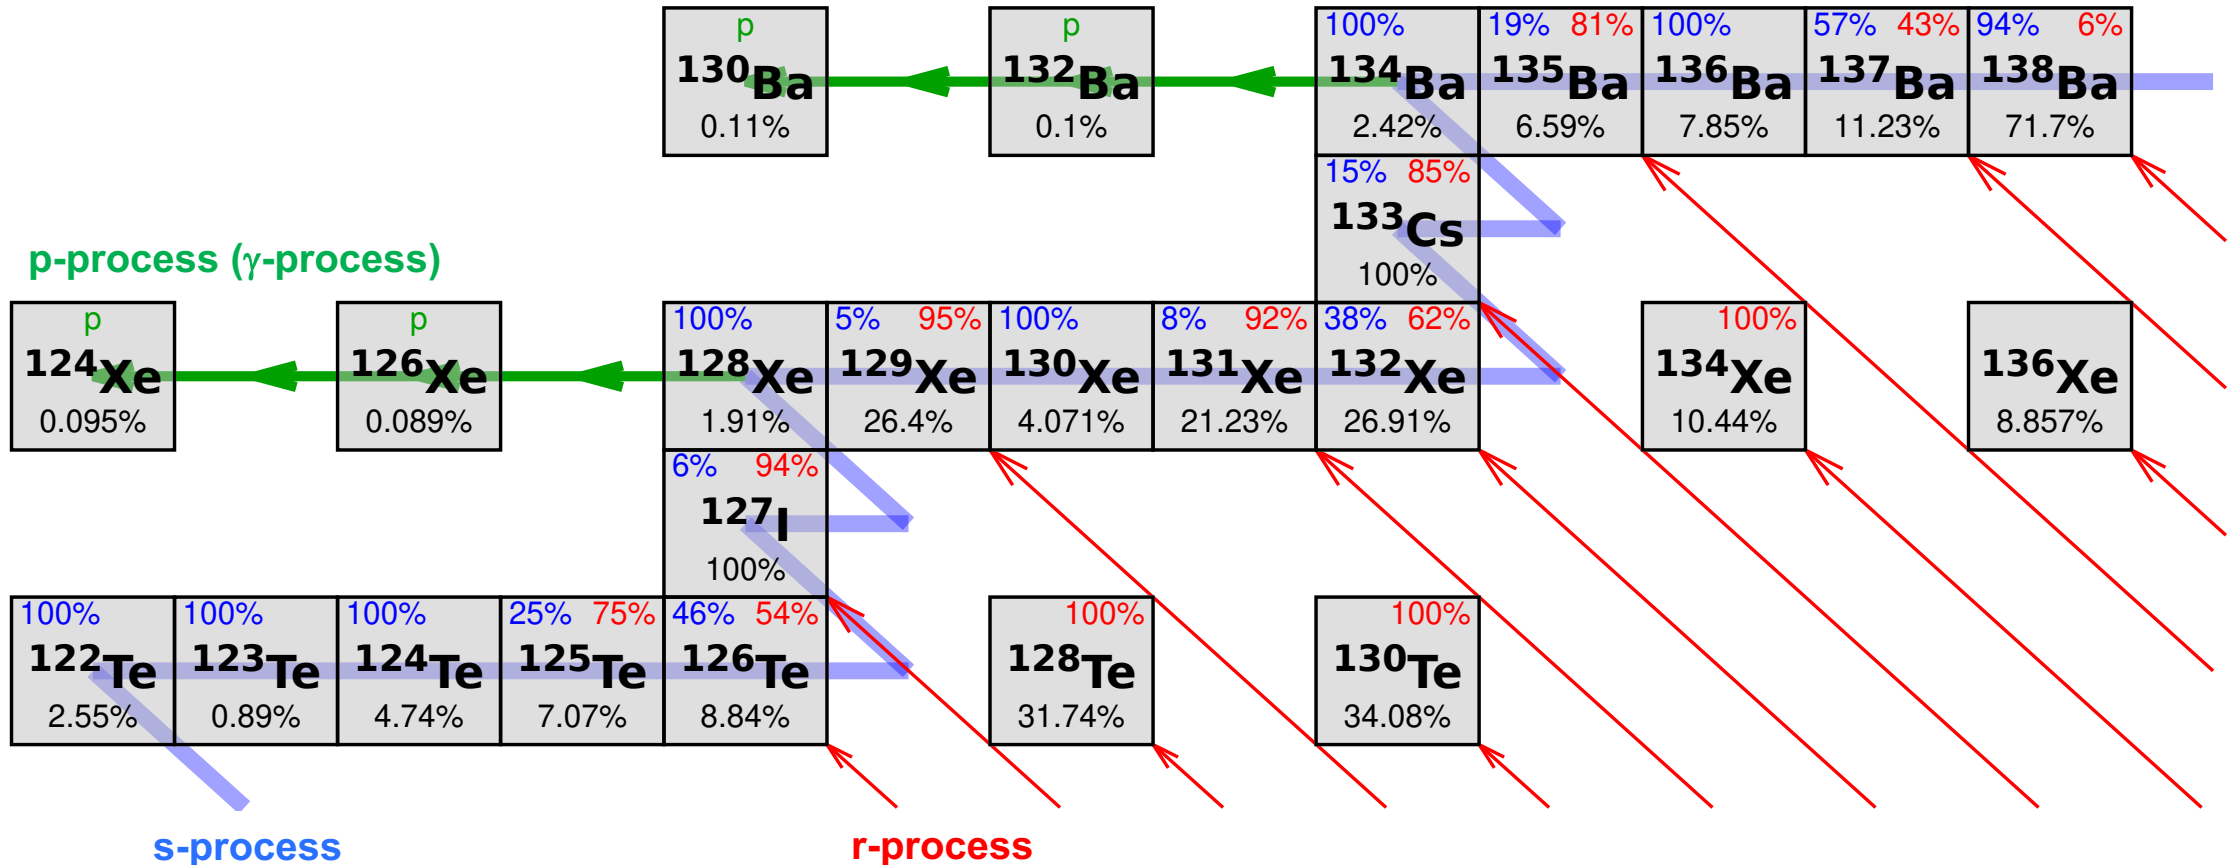 p p 100% 19% 81% 100% 57% 43% 94% 6%
130Ba 132Ba 134Ba 135Ba 136Ba 137Ba 138Ba
0.11% 0.1% 2.42% 6.59% 7.85% 11.23% 71.7%
15% 85%
133Cs
100%
p-process (γ-process)
p p 100% 5% 95% 100% 8% 92% 38% 62% 100%
124Xe 126Xe 128Xe 129Xe 130Xe 131Xe 132Xe 134Xe 136Xe
0.095% 0.089% 1.91% 26.4% 4.071% 21.23% 26.91% 10.44% 8.857%
6% 94%
127I
100%
100% 100% 100% 25% 75% 46% 54% 100% 100%
122Te 123Te 124Te 125Te 126Te 128Te 130Te
2.55% 0.89% 4.74% 7.07% 8.84% 31.74% 34.08%
s-process r-process